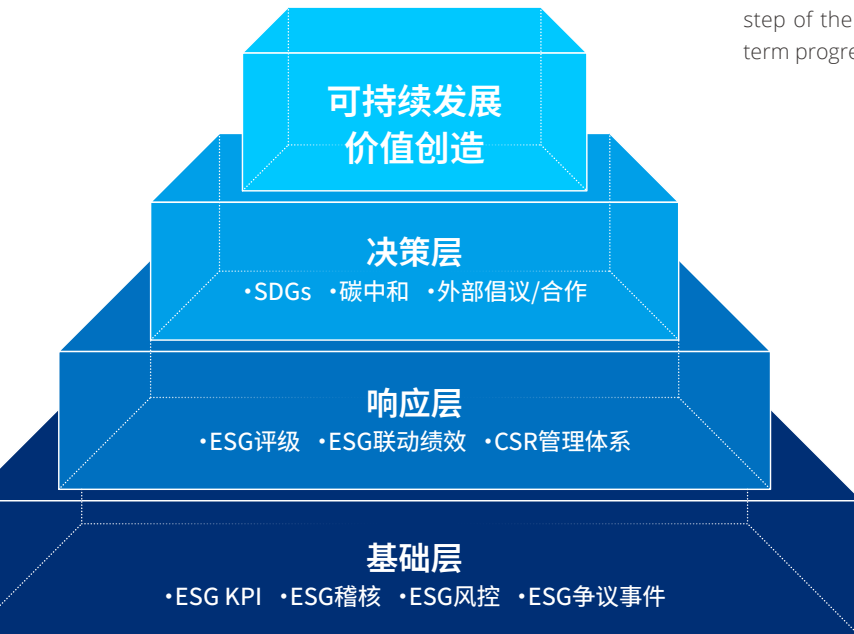 step of the
term
可持续发展
价值创造
决策层
•SDGs •碳中和 •外部倡议/合作
响应层
•ESG评级 •ESG联动绩效 •CSR管理体系
基础层
•ESG KPI •ESG稽核 •ESG风控 •ESG争议事件